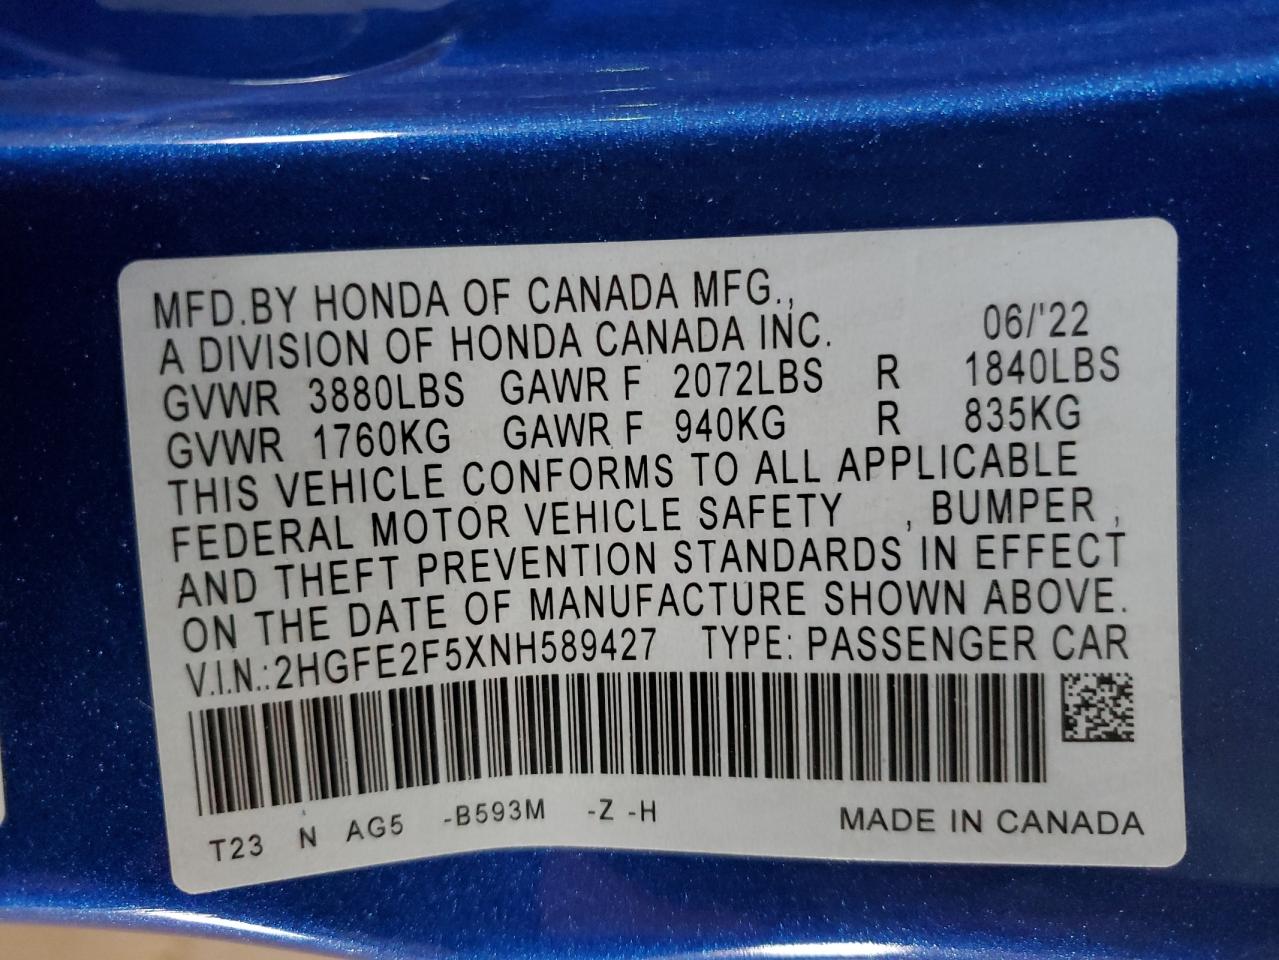 MFD.BY HONDA OF CANADA MFG.,
A DIVISION OF HONDA CANADA INC. 06/'22
GVWR 3880LBS GAWR F 2072LBS R 1840LBS
GVWR 1760KG GAWR F 940KG R 835KG
THIS VEHICLE CONFORMS TO ALL APPLICABLE
FEDERAL MOTOR VEHICLE SAFETY , BUMPER ,
AND THEFT PREVENTION STANDARDS IN EFFECT
ON THE DATE OF MANUFACTURE SHOWN ABOVE.
V.I.N.:2HGFE2F5XNH589427 TYPE: PASSENGER CAR
T23 N AG5 -B593M -Z -H MADE IN CANADA